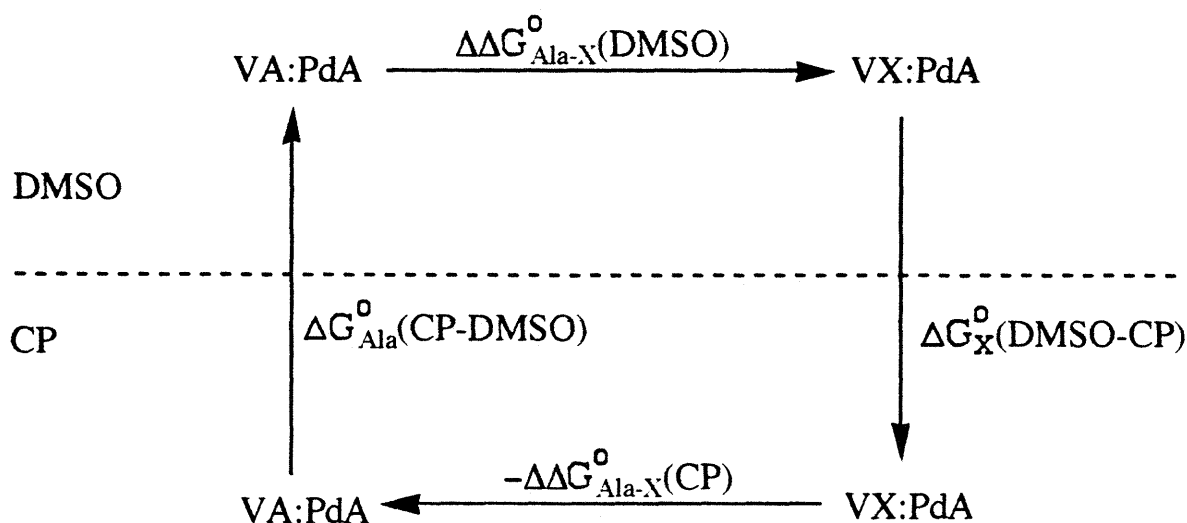 ΔΔG°Ala-X(DMSO)
VA:PdA VX:PdA
DMSO
CP ΔG°Ala(CP-DMSO) ΔG°X(DMSO-CP)
-ΔΔG°Ala-X(CP)
VA:PdA VX:PdA